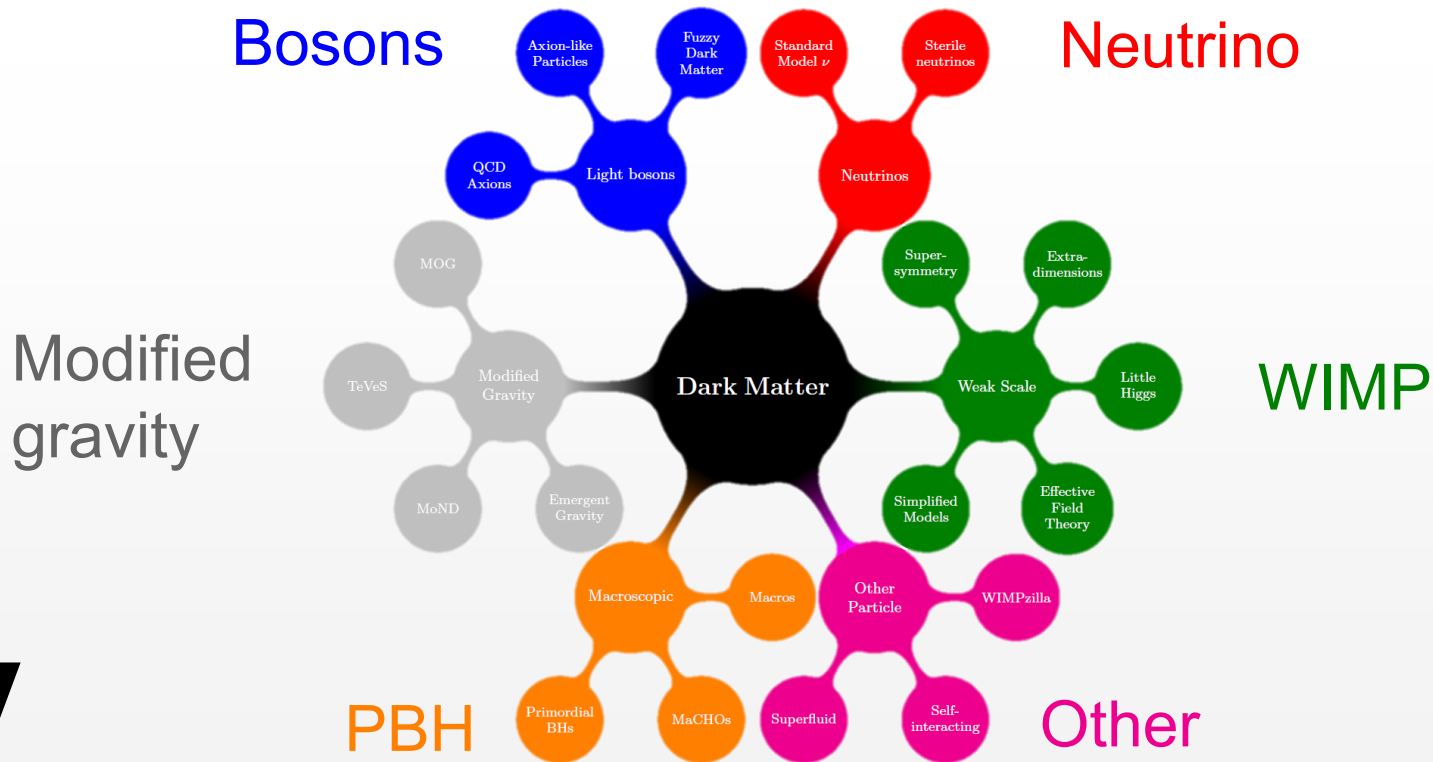 Bosons
Axion-like
Particles
Fuzzy
Dark
Matter
Standard
Model ν
Sterile
neutrinos
Neutrino
QCD
Axions
Light bosons
Neutrinos
MOG
Super-
symmetry
Extra-
dimensions
Modified
gravity
TeVeS
Modified
Gravity
Dark Matter
Weak Scale
Little
Higgs
WIMP
MoND
Emergent
Gravity
Simplified
Models
Effective
Field
Theory
Macroscopic
Macros
Other
Particle
WIMPzilla
PBH
Primordial
BHs
MaCHOs
Superfluid
Self-
interacting
Other